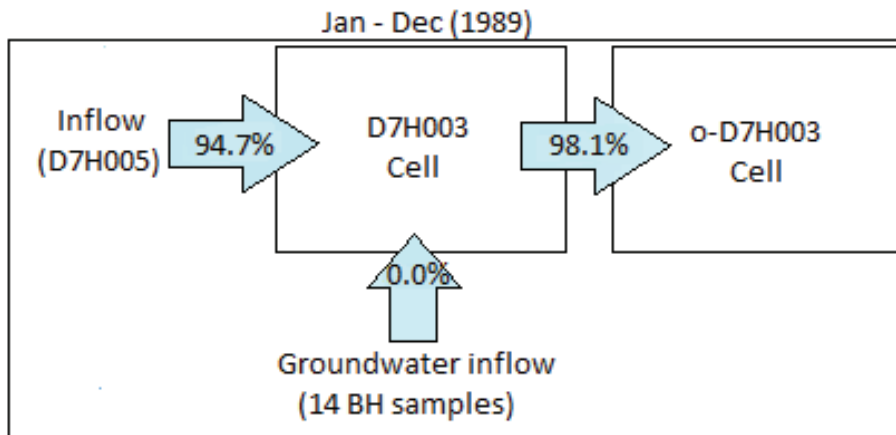 Jan - Dec (1989)
Inflow
(D7H005)
94.7%
D7H003
Cell
98.1%
o-D7H003
Cell
0.0%
Groundwater inflow
(14 BH samples)